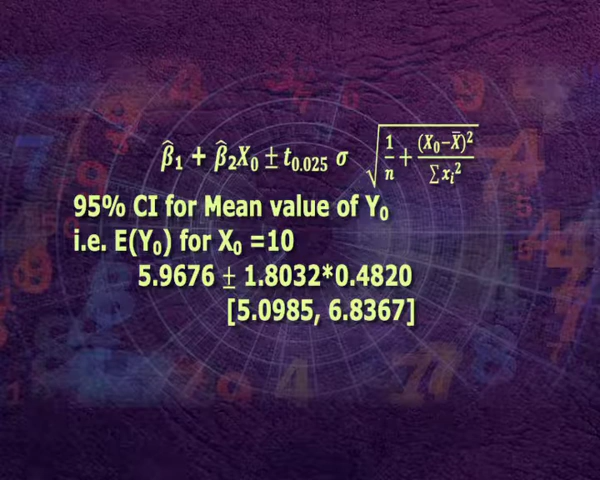 β̂₁ + β̂₂X₀ ± t₀.₀₂₅ σ √(1/n + (X₀−X̄)²/∑xᵢ²)
95% CI for Mean value of Y₀
i.e. E(Y₀) for X₀ =10
5.9676 ± 1.8032*0.4820
[5.0985, 6.8367]